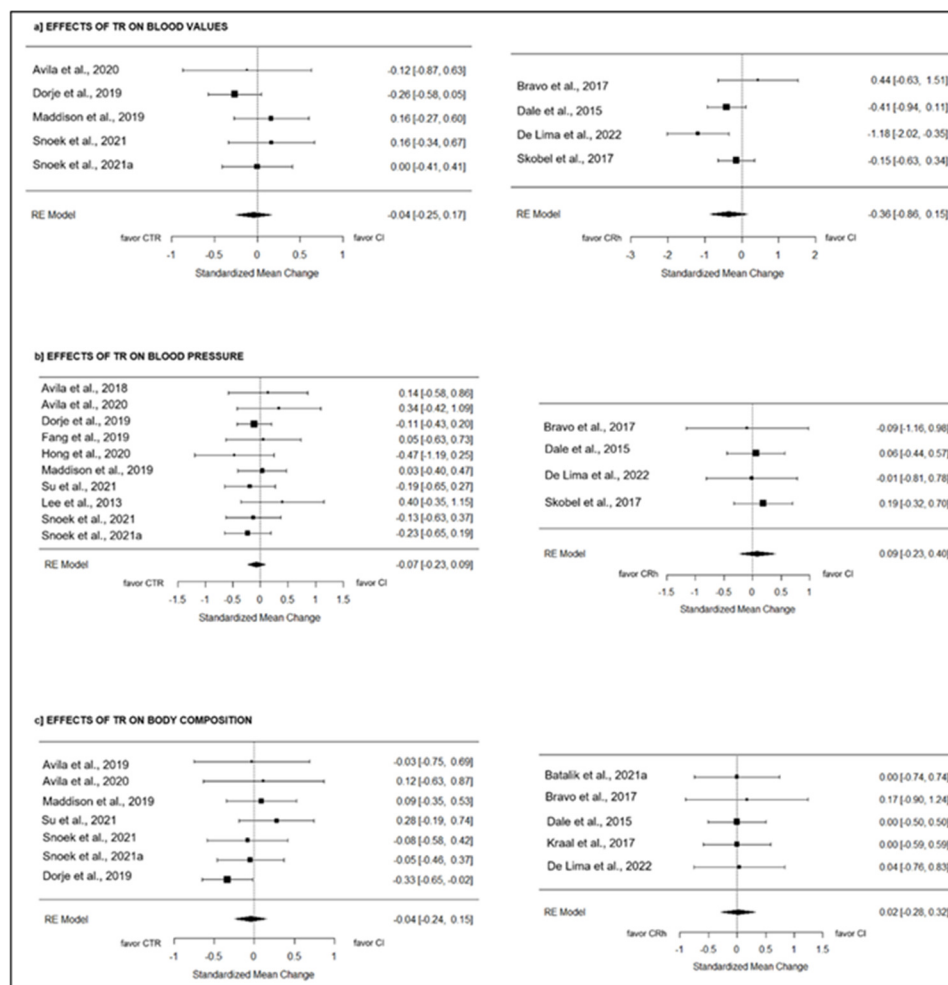 a] EFFECTS OF TR ON BLOOD VALUES
Avila et al., 2020 -0.12 [-0.87, 0.63]
Dorje et al., 2019 -0.26 [-0.58, 0.05]
Maddison et al., 2019 0.16 [-0.27, 0.60]
Snoek et al., 2021 0.16 [-0.34, 0.67]
Snoek et al., 2021a 0.00 [-0.41, 0.41]
RE Model -0.04 [-0.25, 0.17]
favor CTR favor CI
-1 -0.5 0 0.5 1
Standardized Mean Change
Bravo et al., 2017 0.44 [-0.63, 1.51]
Dale et al., 2015 -0.41 [-0.94, 0.11]
De Lima et al., 2022 -1.18 [-2.02, -0.35]
Skobel et al., 2017 -0.15 [-0.63, 0.34]
RE Model -0.36 [-0.86, 0.15]
favor CRh favor CI
-3 -2 -1 0 1 2
Standardized Mean Change
b] EFFECTS OF TR ON BLOOD PRESSURE
Avila et al., 2018 0.14 [-0.58, 0.86]
Avila et al., 2020 0.34 [-0.42, 1.09]
Dorje et al., 2019 -0.11 [-0.43, 0.20]
Fang et al., 2019 0.05 [-0.63, 0.73]
Hong et al., 2020 -0.47 [-1.19, 0.25]
Maddison et al., 2019 0.03 [-0.40, 0.47]
Su et al., 2021 -0.19 [-0.65, 0.27]
Lee et al., 2013 0.40 [-0.35, 1.15]
Snoek et al., 2021 -0.13 [-0.63, 0.37]
Snoek et al., 2021a -0.23 [-0.65, 0.19]
RE Model -0.07 [-0.23, 0.09]
favor CTR favor CI
-1.5 -1 -0.5 0 0.5 1 1.5
Standardized Mean Change
Bravo et al., 2017 -0.09 [-1.16, 0.98]
Dale et al., 2015 0.06 [-0.44, 0.57]
De Lima et al., 2022 -0.01 [-0.81, 0.78]
Skobel et al., 2017 0.19 [-0.32, 0.70]
RE Model 0.09 [-0.23, 0.40]
favor CRh favor CI
-1.5 -1 -0.5 0 0.5 1
Standardized Mean Change
c] EFFECTS OF TR ON BODY COMPOSITION
Avila et al., 2019 -0.03 [-0.75, 0.69]
Avila et al., 2020 0.12 [-0.63, 0.87]
Maddison et al., 2019 0.09 [-0.35, 0.53]
Su et al., 2021 0.28 [-0.19, 0.74]
Snoek et al., 2021 -0.08 [-0.58, 0.42]
Snoek et al., 2021a -0.05 [-0.46, 0.37]
Dorje et al., 2019 -0.33 [-0.65, -0.02]
RE Model -0.04 [-0.24, 0.15]
favor CTR favor CI
-1 -0.5 0 0.5 1
Standardized Mean Change
Batalik et al., 2021a 0.00 [-0.74, 0.74]
Bravo et al., 2017 0.17 [-0.90, 1.24]
Dale et al., 2015 0.00 [-0.50, 0.50]
Kraal et al., 2017 0.00 [-0.59, 0.59]
De Lima et al., 2022 0.04 [-0.76, 0.83]
RE Model 0.02 [-0.28, 0.32]
favor CRh favor CI
-1 -0.5 0 0.5 1 1.5
Standardized Mean Change